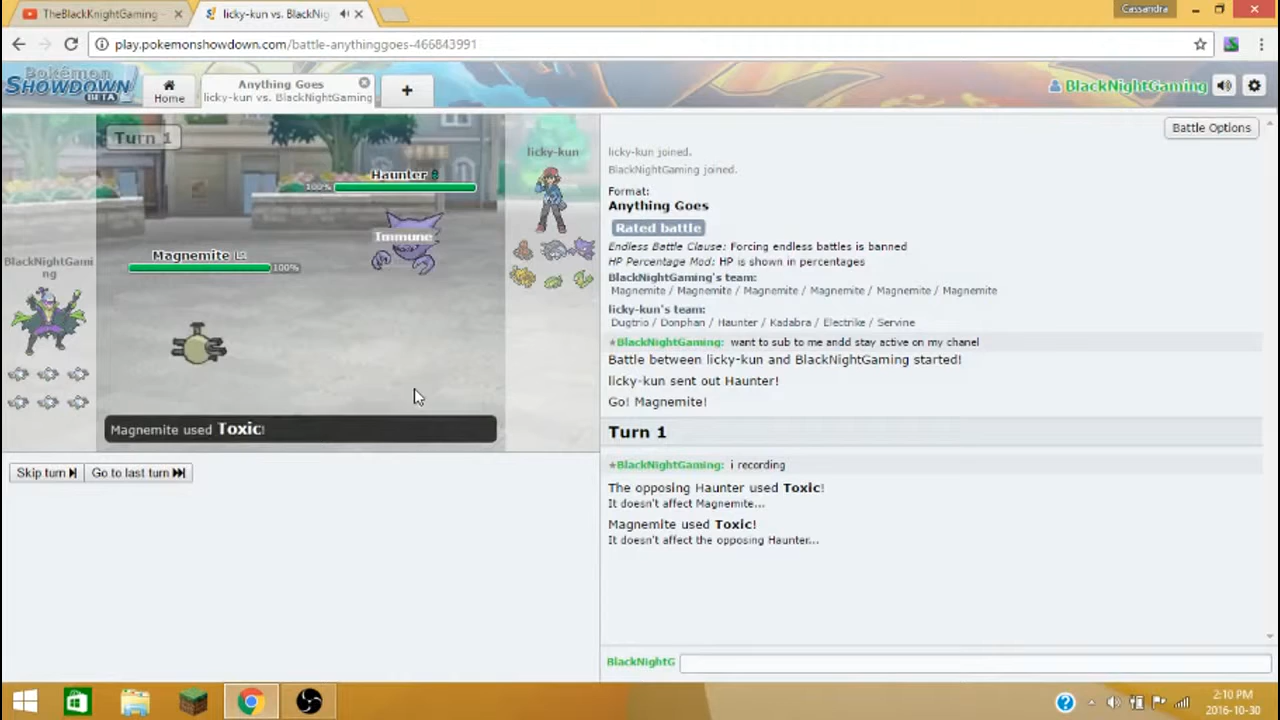 TheBlackKnightGaming
licky-kun vs. BlackNig
Cassandra
play.pokemonshowdown.com/battle-anythinggoes-466843991
Pokémon
SHOWDOWN
BETA
Home
Anything Goes
licky-kun vs. BlackNightGaming
+
BlackNightGaming
Battle Options
Turn 1
licky-kun
Haunter
100%
Immune
Magnemite L1
100%
BlackNightGami
ng
Magnemite used Toxic!
Skip turn
Go to last turn
licky-kun joined.
BlackNightGaming joined.
Format:
Anything Goes
Rated battle
Endless Battle Clause: Forcing endless battles is banned
HP Percentage Mod: HP is shown in percentages
BlackNightGaming's team:
Magnemite / Magnemite / Magnemite / Magnemite / Magnemite / Magnemite
licky-kun's team:
Dugtrio / Donphan / Haunter / Kadabra / Electrike / Servine
★BlackNightGaming: want to sub to me andd stay active on my chanel
Battle between licky-kun and BlackNightGaming started!
licky-kun sent out Haunter!
Go! Magnemite!
Turn 1
★BlackNightGaming: i recording
The opposing Haunter used Toxic!
It doesn't affect Magnemite...
Magnemite used Toxic!
It doesn't affect the opposing Haunter...
BlackNightG
2:10 PM
2016-10-30